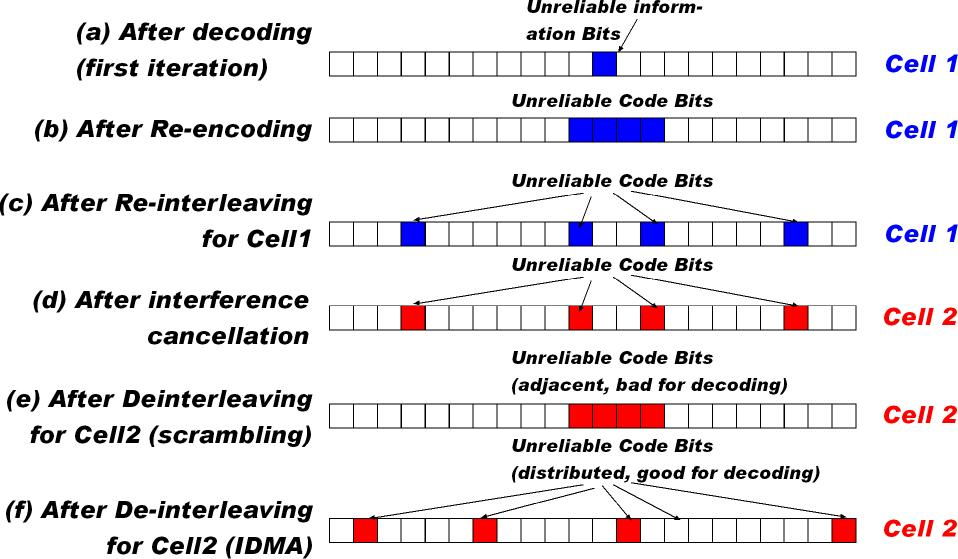 Unreliable inform-
ation Bits
(a) After decoding
(first iteration)
Cell 1
Unreliable Code Bits
(b) After Re-encoding
Cell 1
Unreliable Code Bits
(c) After Re-interleaving
for Cell1
Cell 1
Unreliable Code Bits
(d) After interference
cancellation
Cell 2
Unreliable Code Bits
(adjacent, bad for decoding)
(e) After Deinterleaving
for Cell2 (scrambling)
Cell 2
Unreliable Code Bits
(distributed, good for decoding)
(f) After De-interleaving
for Cell2 (IDMA)
Cell 2